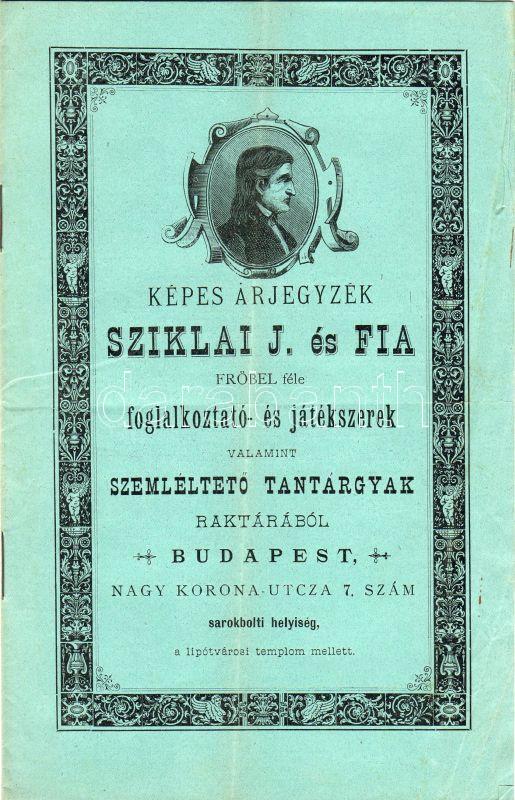 KÉPES ÁRJEGYZÉK
SZIKLAI J. és FIA
FRÖBEL féle
foglalkoztató- és játékszerek
VALAMINT
SZEMLÉLTETŐ TANTÁRGYAK
RAKTÁRÁBÓL
BUDAPEST,
NAGY KORONA-UTCZA 7. SZÁM
sarokbolti helyiség,
a lipótvárosi templom mellett.
darabanth